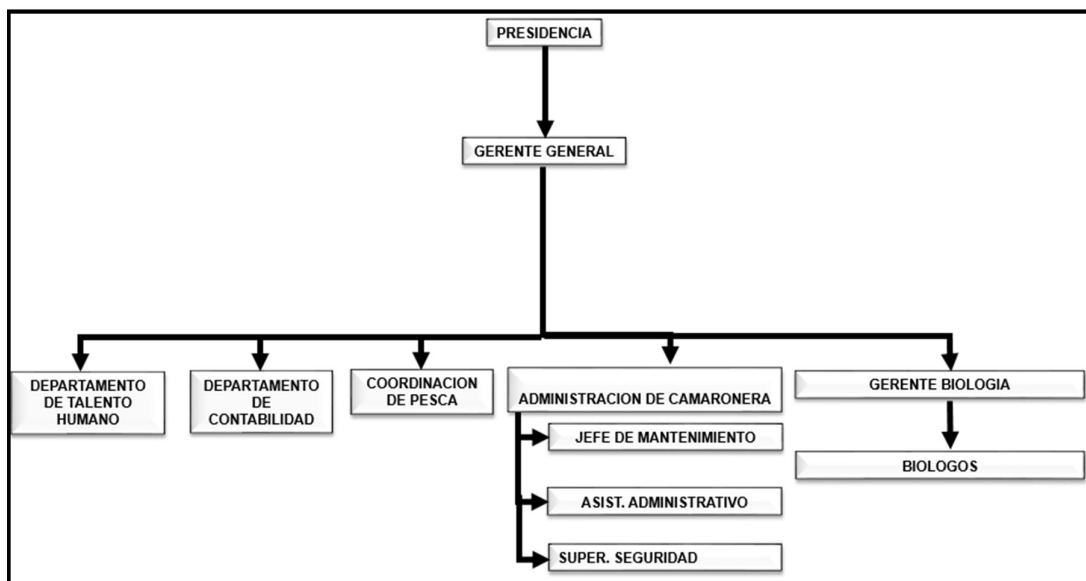 PRESIDENCIA
GERENTE GENERAL
DEPARTAMENTO
DE TALENTO
HUMANO
DEPARTAMENTO
DE
CONTABILIDAD
COORDINACION
DE PESCA
ADMINISTRACION DE CAMARONERA
JEFE DE MANTENIMIENTO
ASIST. ADMINISTRATIVO
SUPER. SEGURIDAD
GERENTE BIOLOGIA
BIOLOGOS